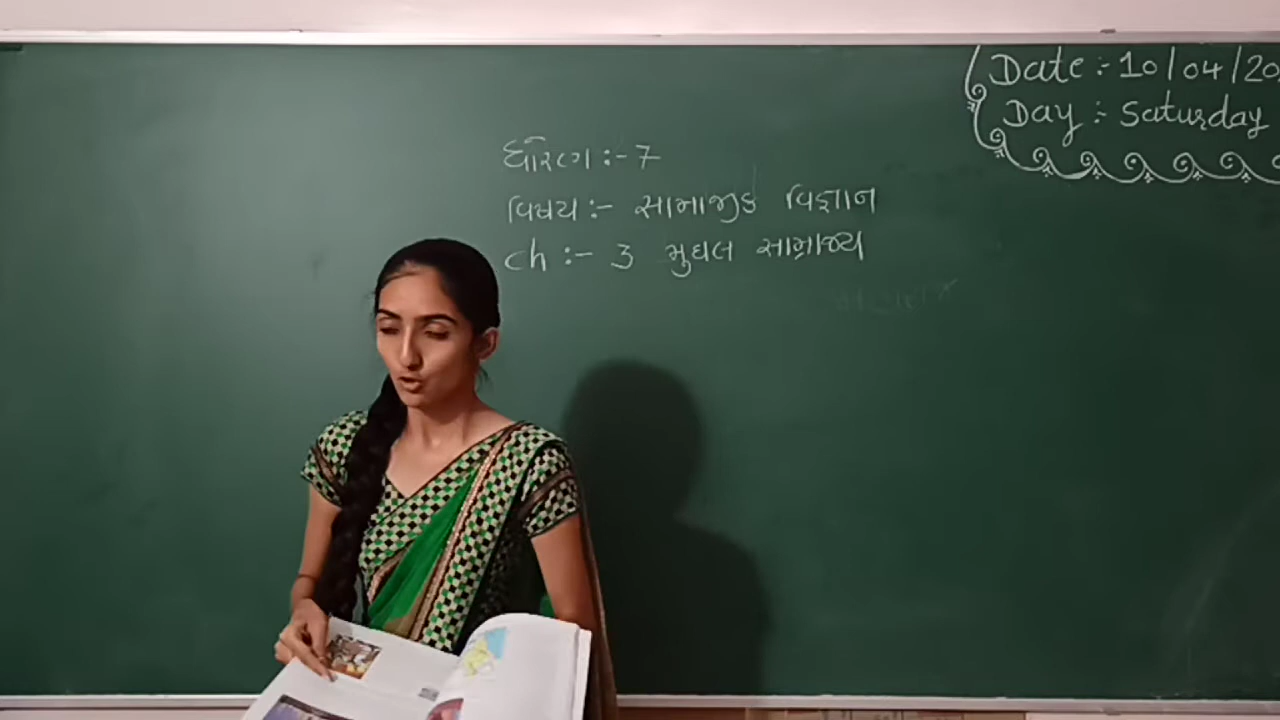 Date :- 10/04/20
Day :- Saturday
ધોરણ :- 7
વિષય :- સામાજીક વિજ્ઞાન
ch :- 3 મુઘલ સામ્રાજ્ય